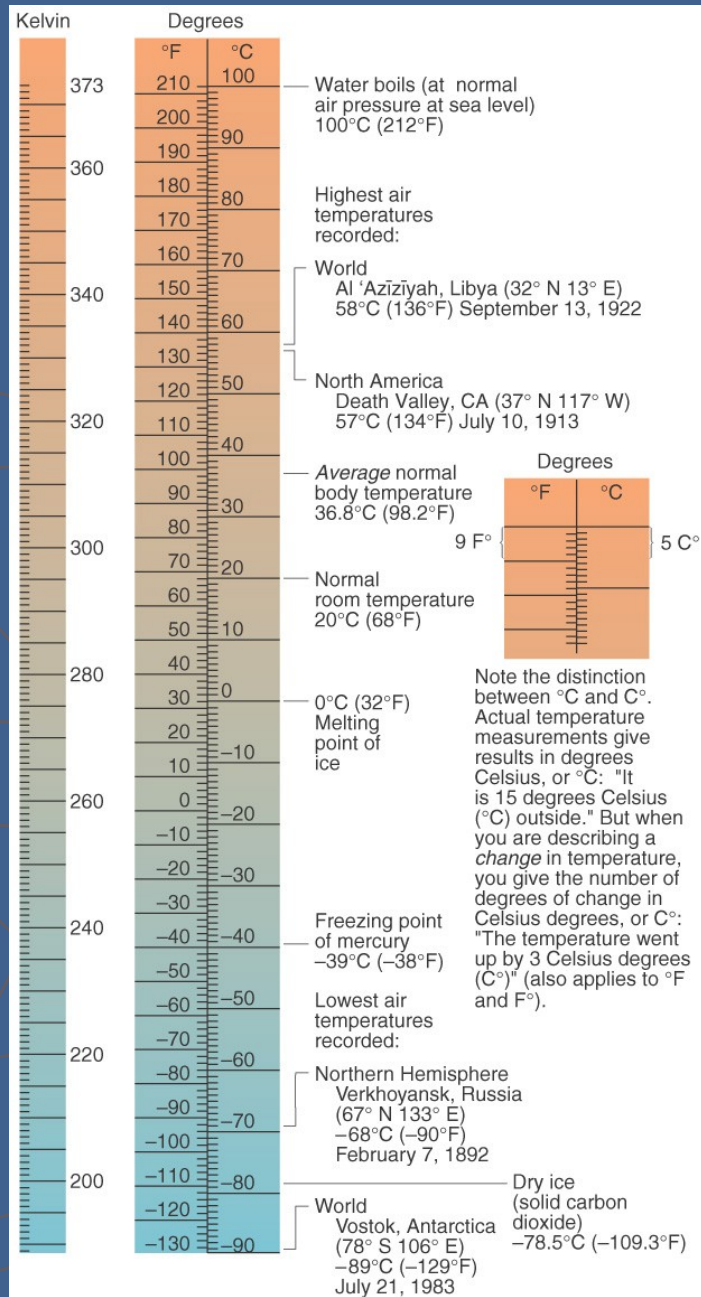 Kelvin
373
360
340
320
300
280
260
240
220
200
Degrees
°F °C
210 100
200
190 90
180
170 80
160 70
150
140 60
130
120 50
110
100 40
90
80 30
70 20
60
50 10
40
30 0
20
10 –10
0
–10 –20
–20
–30 –30
–40 –40
–50
–60 –50
–70
–80 –60
–90
–100 –70
–110 –80
–120
–130 –90
Water boils (at normal
air pressure at sea level)
100°C (212°F)
Highest air
temperatures
recorded:
World
Al ʻAzīzīyah, Libya (32° N 13° E)
58°C (136°F) September 13, 1922
North America
Death Valley, CA (37° N 117° W)
57°C (134°F) July 10, 1913
Average normal
body temperature
36.8°C (98.2°F)
Normal
room temperature
20°C (68°F)
0°C (32°F)
Melting
point of
ice
Freezing point
of mercury
–39°C (–38°F)
Lowest air
temperatures
recorded:
Northern Hemisphere
Verkhoyansk, Russia
(67° N 133° E)
–68°C (–90°F)
February 7, 1892
World
Vostok, Antarctica
(78° S 106° E)
–89°C (–129°F)
July 21, 1983
Dry ice
(solid carbon
dioxide)
–78.5°C (–109.3°F)
Degrees
°F °C
9 F° 5 C°
Note the distinction
between °C and C°.
Actual temperature
measurements give
results in degrees
Celsius, or °C: "It
is 15 degrees Celsius
(°C) outside." But when
you are describing a
change in temperature,
you give the number of
degrees of change in
Celsius degrees, or C°:
"The temperature went
up by 3 Celsius degrees
(C°)" (also applies to °F
and F°).